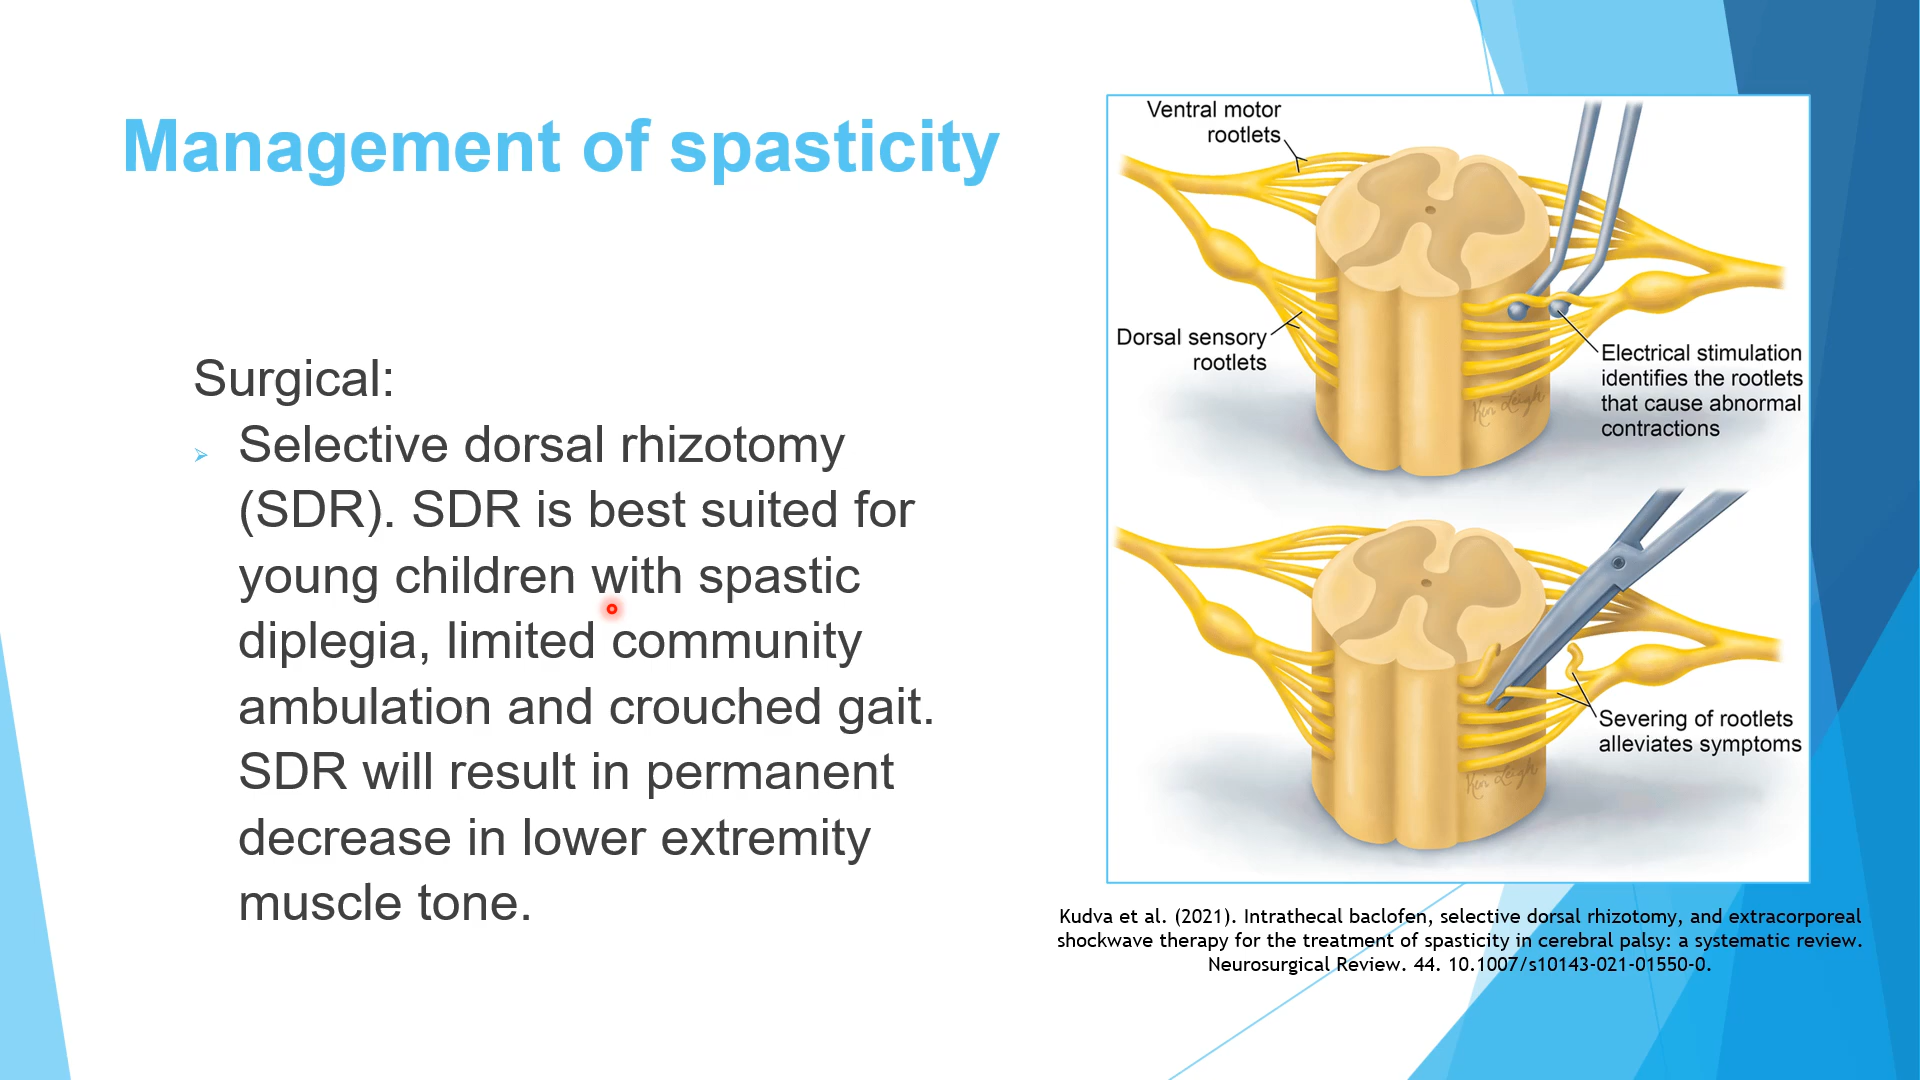 Management of spasticity
Surgical:
Selective dorsal rhizotomy
(SDR). SDR is best suited for
young children with spastic
diplegia, limited community
ambulation and crouched gait.
SDR will result in permanent
decrease in lower extremity
muscle tone.
Ventral motor
rootlets
Dorsal sensory
rootlets
Electrical stimulation
identifies the rootlets
that cause abnormal
contractions
Kim Leigh
Severing of rootlets
alleviates symptoms
Kim Leigh
Kudva et al. (2021). Intrathecal baclofen, selective dorsal rhizotomy, and extracorporeal
shockwave therapy for the treatment of spasticity in cerebral palsy: a systematic review.
Neurosurgical Review. 44. 10.1007/s10143-021-01550-0.